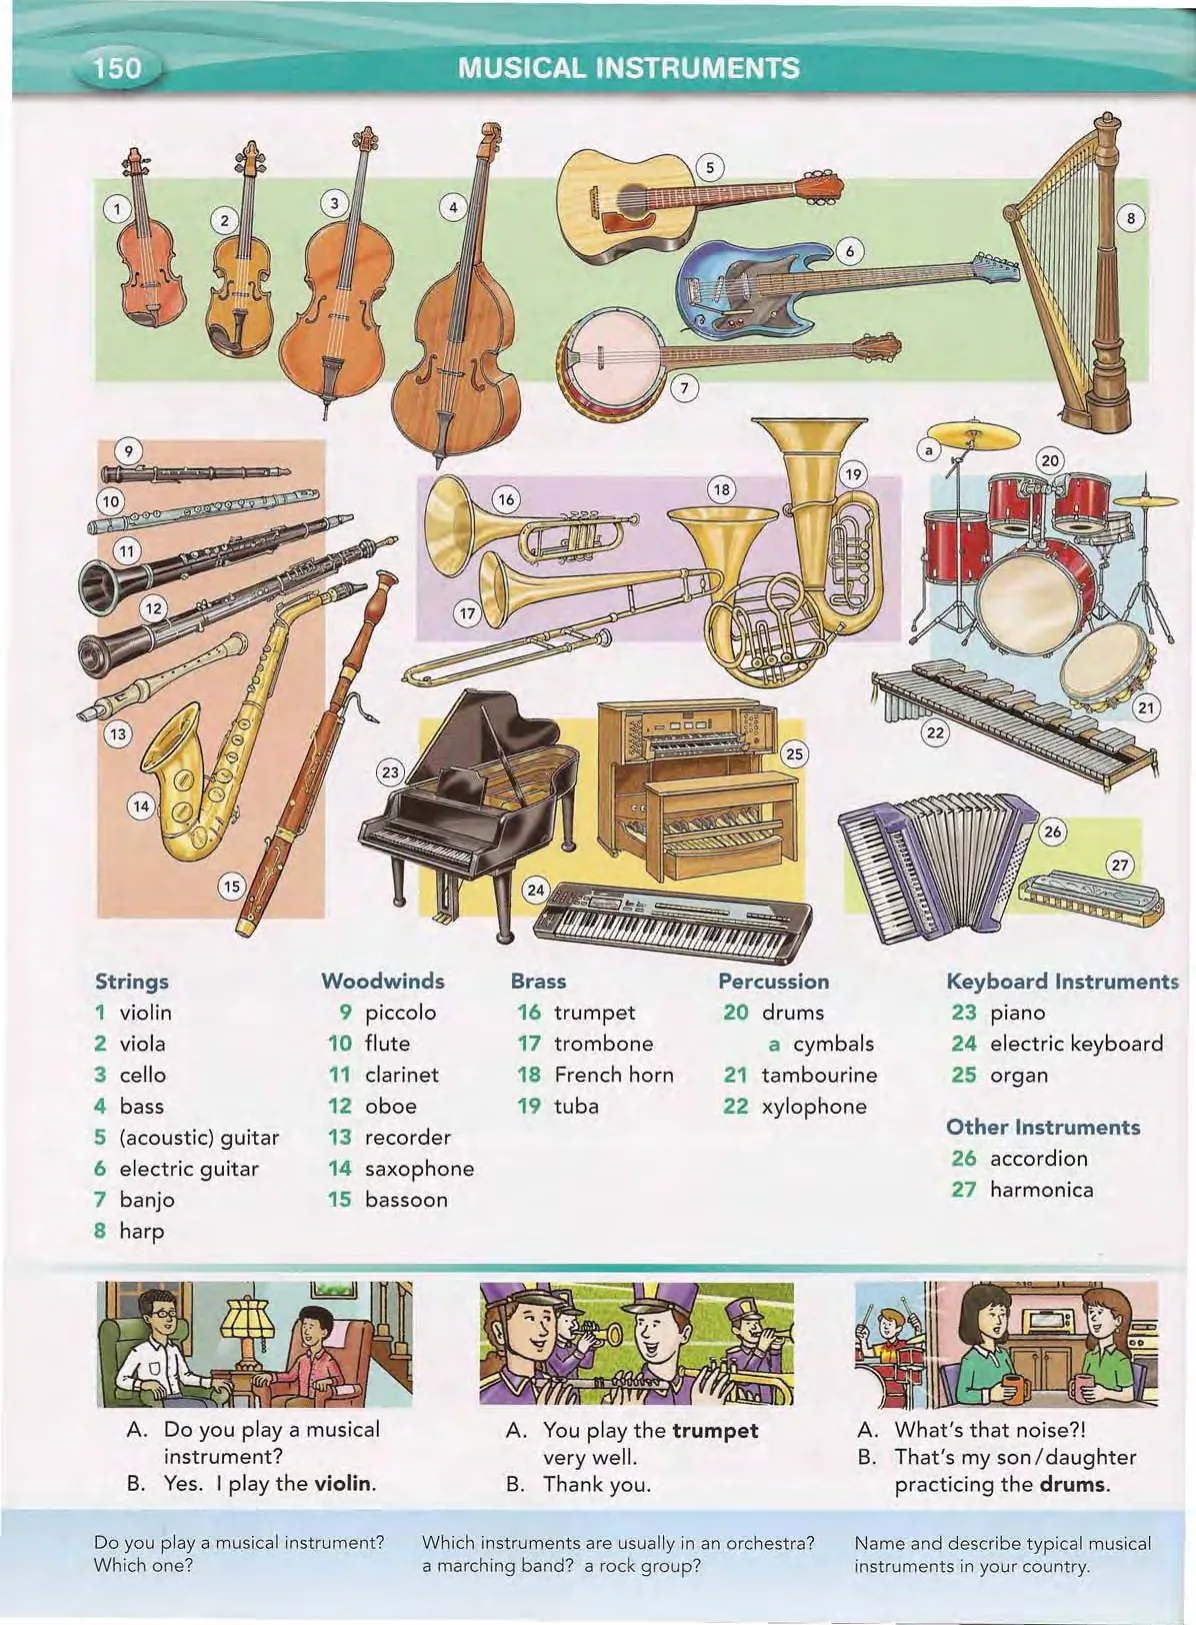 150
MUSICAL INSTRUMENTS
1
2
3
4
5
6
7
8
9
10
11
12
13
14
15
16
17
18
19
a
20
21
22
23
24
25
26
27
Strings
1 violin
2 viola
3 cello
4 bass
5 (acoustic) guitar
6 electric guitar
7 banjo
8 harp
Woodwinds
9 piccolo
10 flute
11 clarinet
12 oboe
13 recorder
14 saxophone
15 bassoon
Brass
16 trumpet
17 trombone
18 French horn
19 tuba
Percussion
20 drums
a cymbals
21 tambourine
22 xylophone
Keyboard Instruments
23 piano
24 electric keyboard
25 organ
Other Instruments
26 accordion
27 harmonica
A. Do you play a musical
instrument?
B. Yes. I play the violin.
A. You play the trumpet
very well.
B. Thank you.
A. What's that noise?!
B. That's my son/daughter
practicing the drums.
Do you play a musical instrument?
Which one?
Which instruments are usually in an orchestra?
a marching band? a rock group?
Name and describe typical musical
instruments in your country.